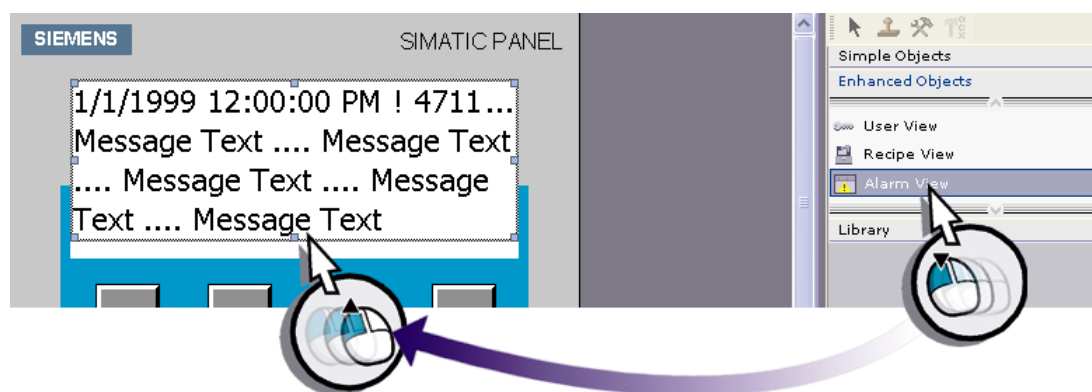 SIEMENS
SIMATIC PANEL
1/1/1999 12:00:00 PM ! 4711...
Message Text .... Message Text
.... Message Text .... Message
Text .... Message Text
Simple Objects
Enhanced Objects
User View
Recipe View
Alarm View
Library